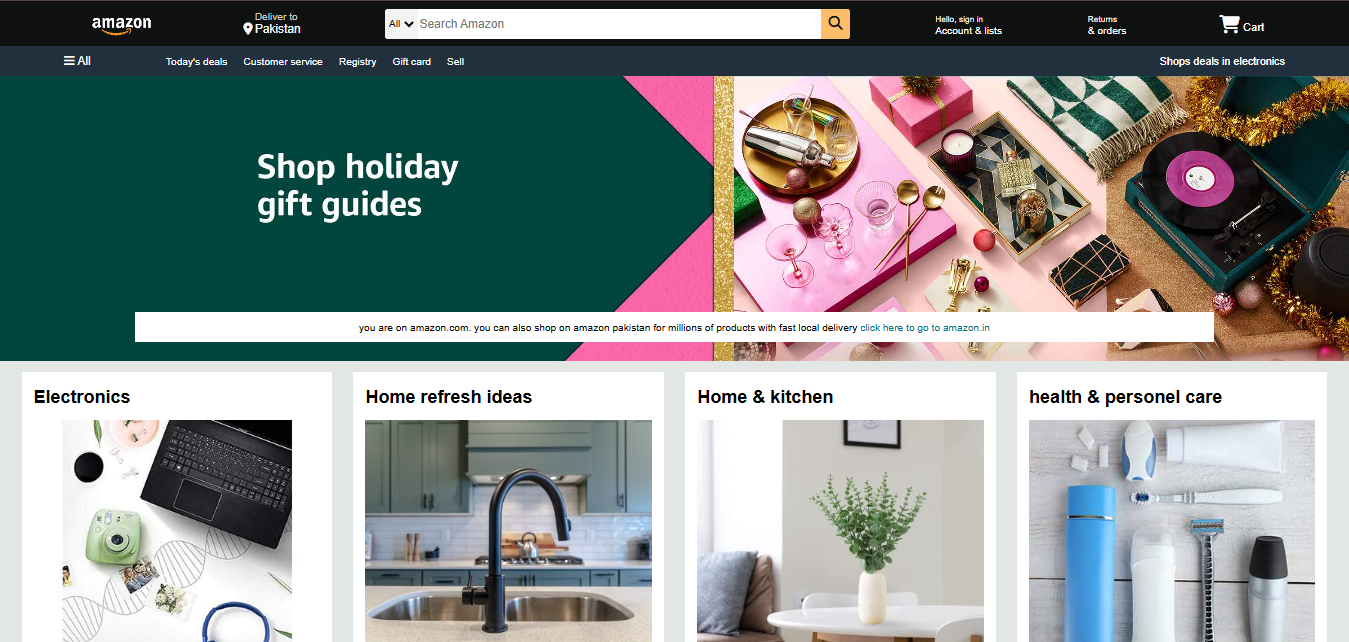 amazon
Deliver to
Pakistan
All
Search Amazon
Hello, sign in
Account & lists
Returns
& orders
Cart
All
Today's deals
Customer service
Registry
Gift card
Sell
Shops deals in electronics
Shop holiday
gift guides
you are on amazon.com. you can also shop on amazon pakistan for millions of products with fast local delivery click here to go to amazon.in
Electronics
Home refresh ideas
Home & kitchen
health & personel care